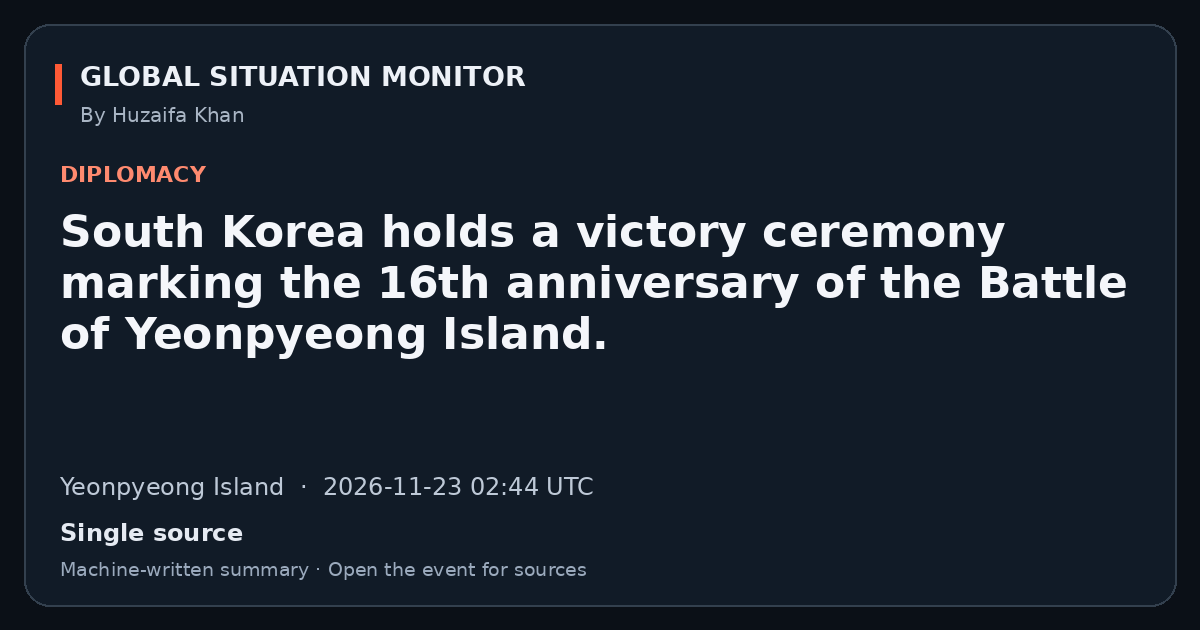 GLOBAL SITUATION MONITOR
By Huzaifa Khan
DIPLOMACY
South Korea holds a victory ceremony
marking the 16th anniversary of the Battle
of Yeonpyeong Island.
Yeonpyeong Island · 2026-11-23 02:44 UTC
Single source
Machine-written summary · Open the event for sources